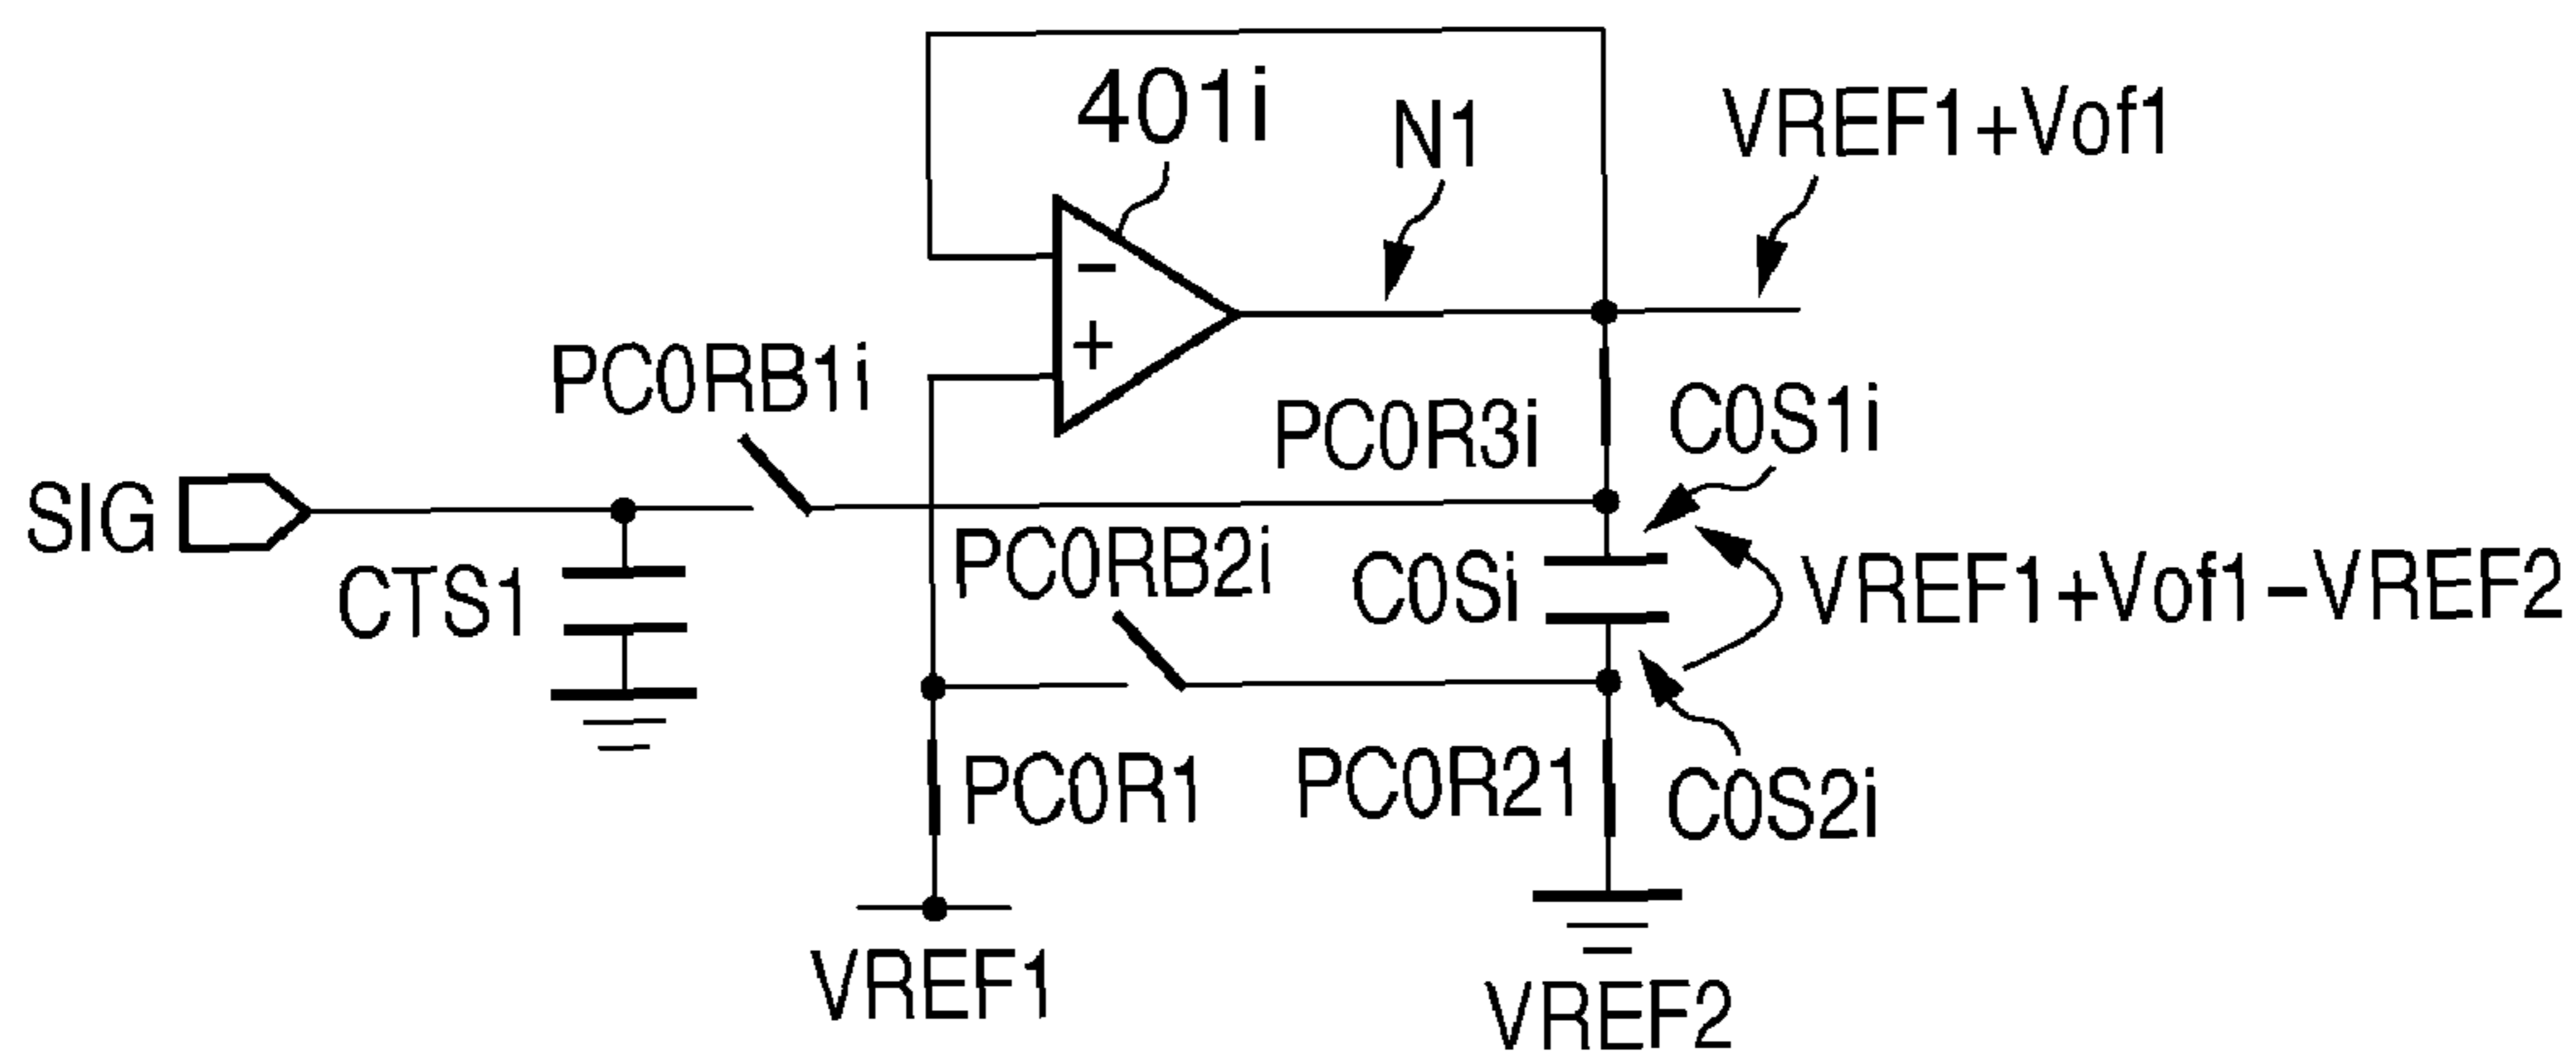 401i
N1
VREF1+Vof1
−
+
PC0RB1i
PC0R3i
C0S1i
SIG
PC0RB2i
CTS1
C0Si
VREF1+Vof1−VREF2
PC0R1
PC0R21
C0S2i
VREF1
VREF2